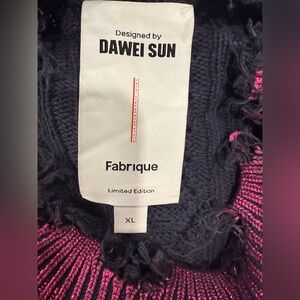 Designed by
DAWEI SUN
Fabrique
Limited Edition
XL